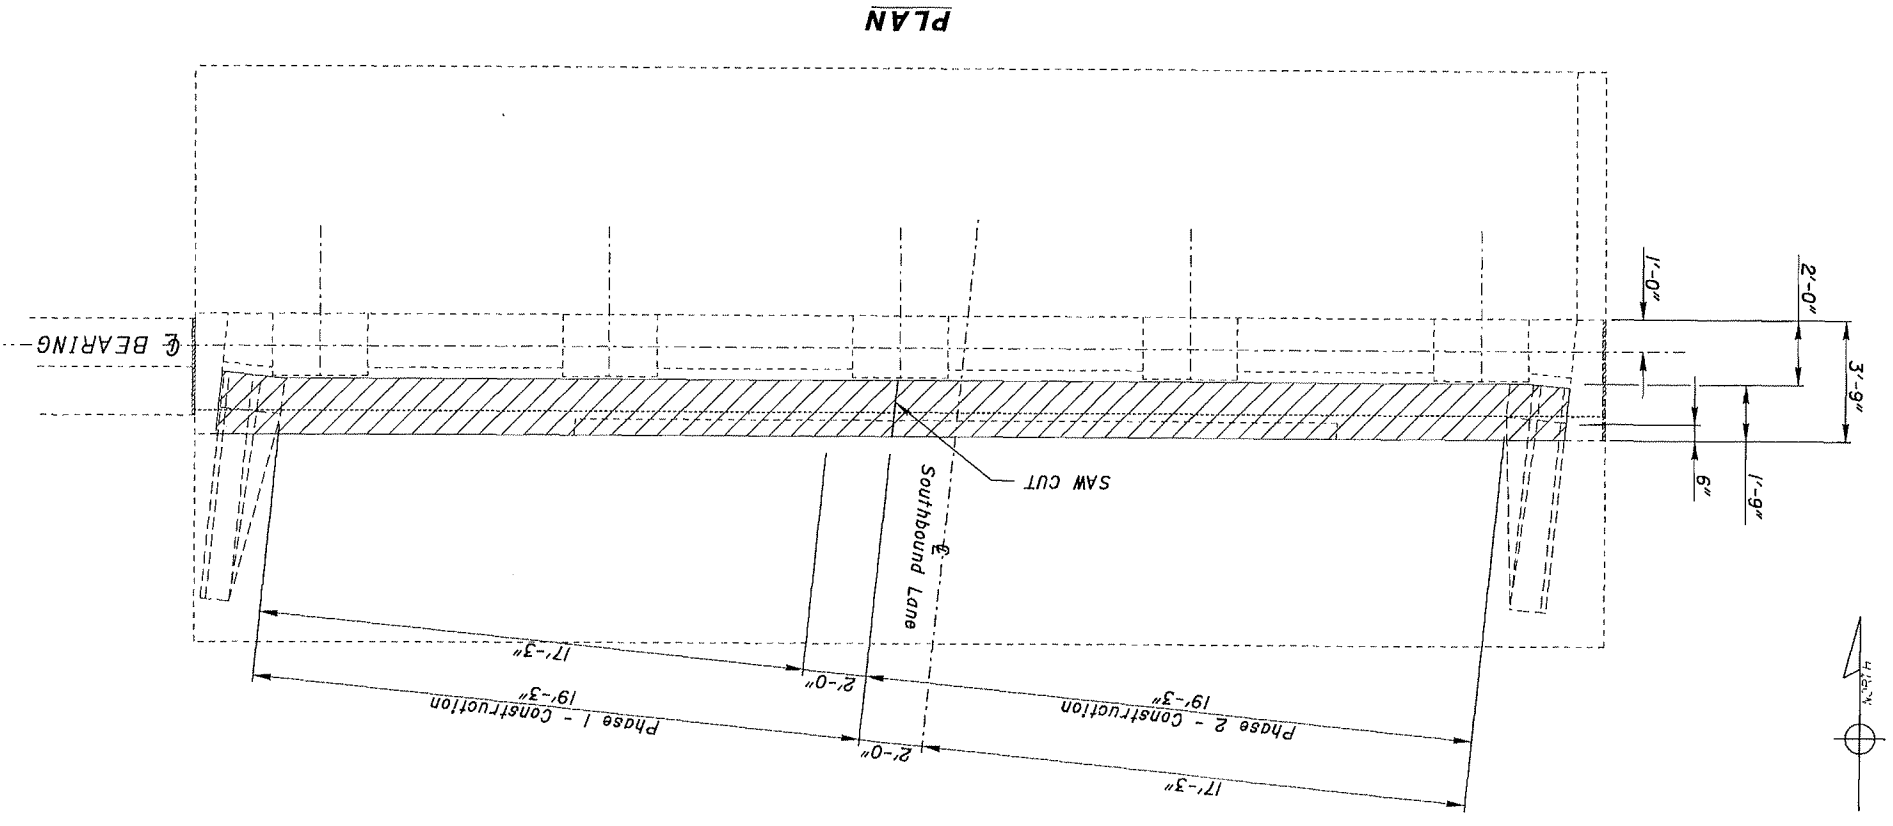 17'-3"
2'-0"
Phase 1 - Construction
19'-3"
2'-0"
Phase 2 - Construction
19'-3"
17'-3"
NORTH
℄
Southbound Lane
SAW CUT
6"
1'-9"
3'-9"
2'-0"
1'-0"
℄ BEARING
PLAN